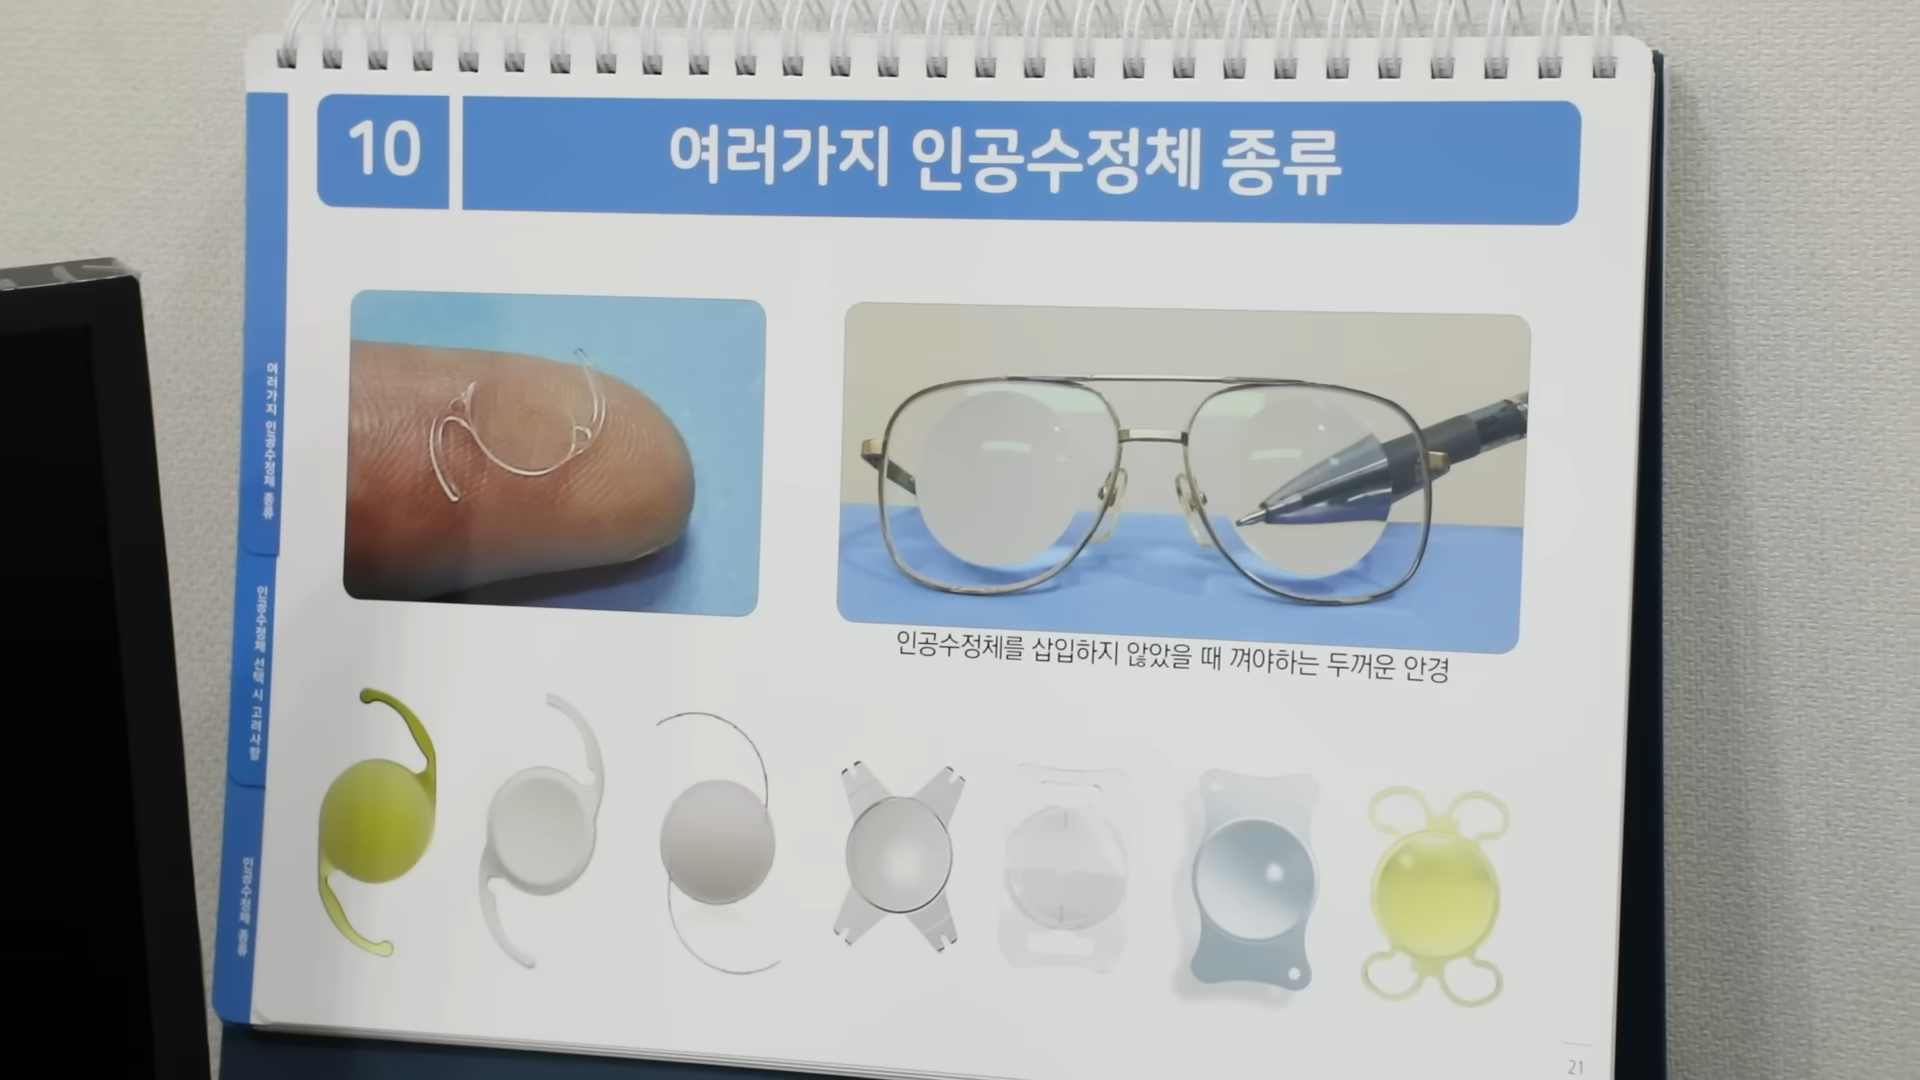 10
여러가지 인공수정체 종류
여러가지 인공수정체 종류
인공수정체 선택 시 고려사항
인공수정체 종류
인공수정체를 삽입하지 않았을 때 껴야하는 두꺼운 안경
21